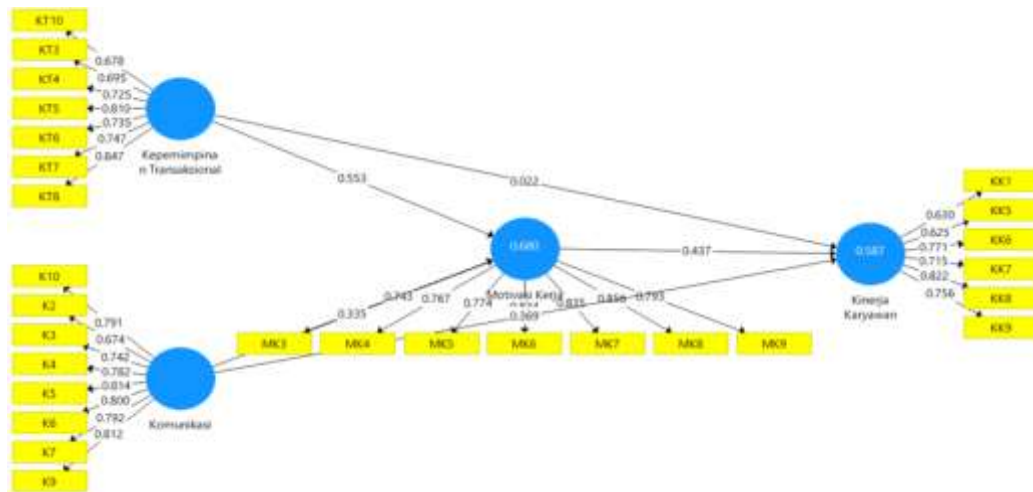 KT10
KT3
KT4
KT5
KT6
KT7
KT8
0.678
0.695
0.725
0.810
0.735
0.747
0.847
Kepemimpina
n Transaksional
0.553
0.022
K10
K2
K3
K4
K5
K6
K7
K9
0.791
0.674
0.742
0.782
0.814
0.800
0.792
0.812
Komunikasi
0.335
0.369
0.680
Motivasi Kerja
0.743
0.767
0.774
0.835
0.856
0.793
MK3
MK4
MK5
MK6
MK7
MK8
MK9
0.437
0.587
Kinerja
Karyawan
0.630
0.625
0.771
0.715
0.822
0.756
KK1
KK5
KK6
KK7
KK8
KK9